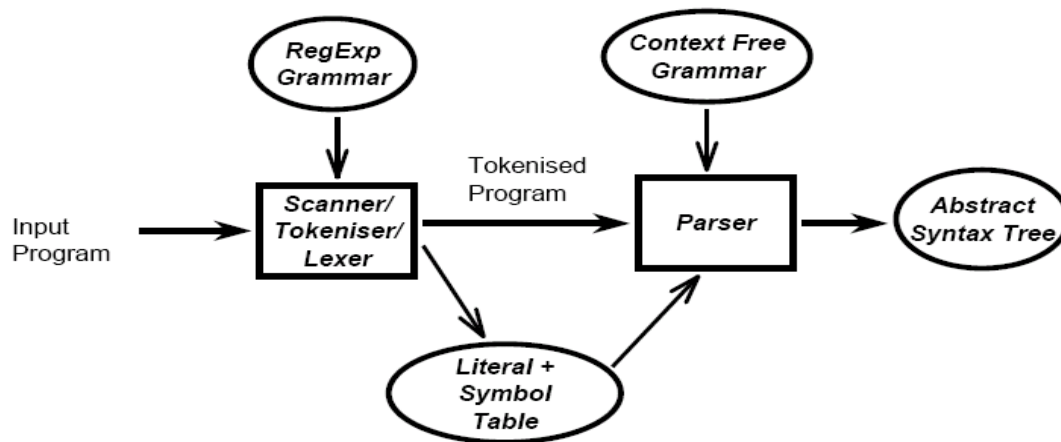 RegExp
Grammar
Context Free
Grammar
Tokenised
Program
Input
Program
Scanner/
Tokeniser/
Lexer
Parser
Abstract
Syntax Tree
Literal +
Symbol
Table